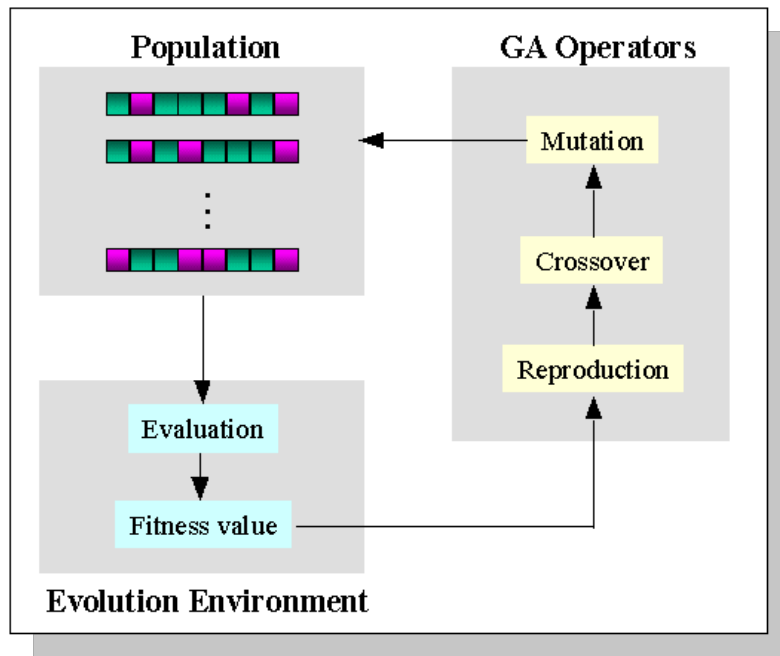 Population
GA Operators
Mutation
Crossover
Reproduction
Evaluation
Fitness value
Evolution Environment